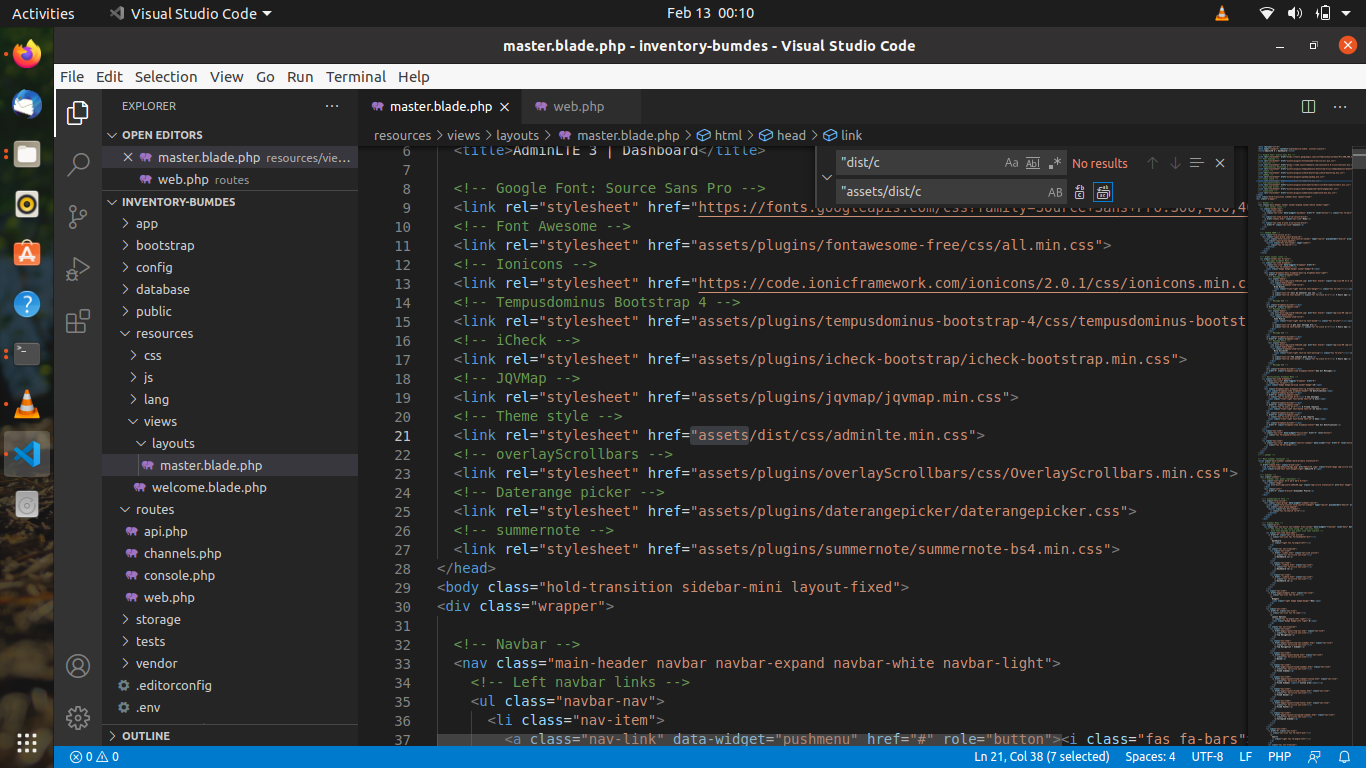 Activities Visual Studio Code Feb 13 00:10
master.blade.php - inventory-bumdes - Visual Studio Code
File Edit Selection View Go Run Terminal Help
EXPLORER
OPEN EDITORS
master.blade.php resources/vie...
web.php routes
INVENTORY-BUMDES
app
bootstrap
config
database
public
resources
css
js
lang
views
layouts
master.blade.php
welcome.blade.php
routes
api.php
channels.php
console.php
web.php
storage
tests
vendor
.editorconfig
.env
OUTLINE
master.blade.php web.php
resources > views > layouts > master.blade.php > html > head > link
"dist/c Aa Ab| .* No results
"assets/dist/c AB
6 <title>AdminLTE 3 | Dashboard</title>
7
8 <!-- Google Font: Source Sans Pro -->
9 <link rel="stylesheet" href="https://fonts.googleapis.com/css?family=Source+Sans+Pro:300,400,40
10 <!-- Font Awesome -->
11 <link rel="stylesheet" href="assets/plugins/fontawesome-free/css/all.min.css">
12 <!-- Ionicons -->
13 <link rel="stylesheet" href="https://code.ionicframework.com/ionicons/2.0.1/css/ionicons.min.c
14 <!-- Tempusdominus Bootstrap 4 -->
15 <link rel="stylesheet" href="assets/plugins/tempusdominus-bootstrap-4/css/tempusdominus-bootst
16 <!-- iCheck -->
17 <link rel="stylesheet" href="assets/plugins/icheck-bootstrap/icheck-bootstrap.min.css">
18 <!-- JQVMap -->
19 <link rel="stylesheet" href="assets/plugins/jqvmap/jqvmap.min.css">
20 <!-- Theme style -->
21 <link rel="stylesheet" href="assets/dist/css/adminlte.min.css">
22 <!-- overlayScrollbars -->
23 <link rel="stylesheet" href="assets/plugins/overlayScrollbars/css/OverlayScrollbars.min.css">
24 <!-- Daterange picker -->
25 <link rel="stylesheet" href="assets/plugins/daterangepicker/daterangepicker.css">
26 <!-- summernote -->
27 <link rel="stylesheet" href="assets/plugins/summernote/summernote-bs4.min.css">
28 </head>
29 <body class="hold-transition sidebar-mini layout-fixed">
30 <div class="wrapper">
31
32 <!-- Navbar -->
33 <nav class="main-header navbar navbar-expand navbar-white navbar-light">
34 <!-- Left navbar links -->
35 <ul class="navbar-nav">
36 <li class="nav-item">
37 <a class="nav-link" data-widget="pushmenu" href="#" role="button"><i class="fas fa-bars"
0 0 Ln 21, Col 38 (7 selected) Spaces: 4 UTF-8 LF PHP